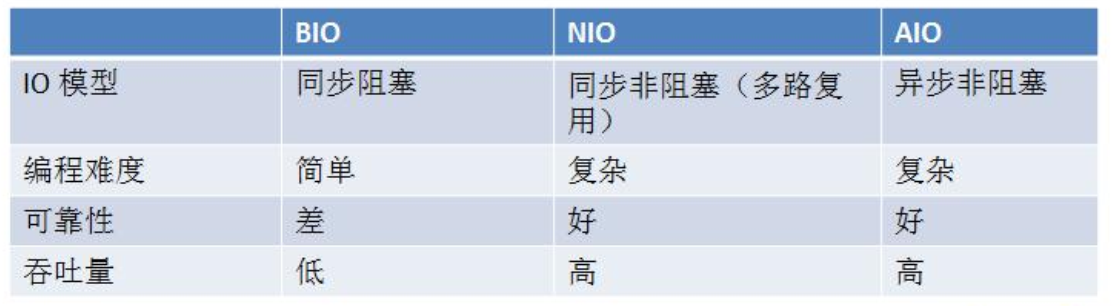 BIO NIO AIO
IO 模型 同步阻塞 同步非阻塞（多路复用） 异步非阻塞
编程难度 简单 复杂 复杂
可靠性 差 好 好
吞吐量 低 高 高